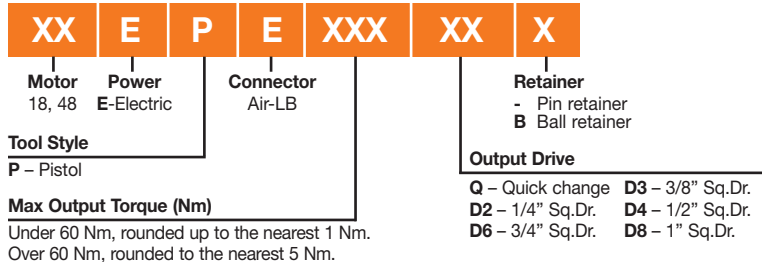 XX E P E XXX XX X
Motor Power Connector Retainer
18, 48 E-Electric Air-LB - Pin retainer
B Ball retainer
Tool Style
P – Pistol
Output Drive
Q – Quick change D3 – 3/8” Sq.Dr.
D2 – 1/4” Sq.Dr. D4 – 1/2” Sq.Dr.
D6 – 3/4” Sq.Dr. D8 – 1” Sq.Dr.
Max Output Torque (Nm)
Under 60 Nm, rounded up to the nearest 1 Nm.
Over 60 Nm, rounded to the nearest 5 Nm.